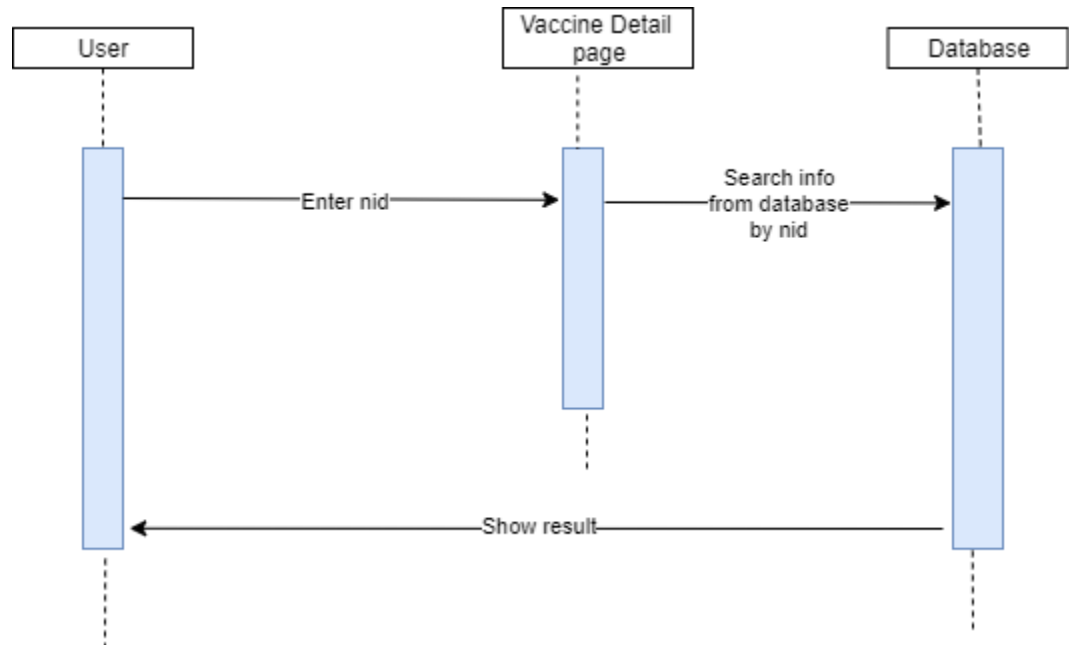 User
Vaccine Detail
page
Database
Enter nid
Search info
from database
by nid
Show result